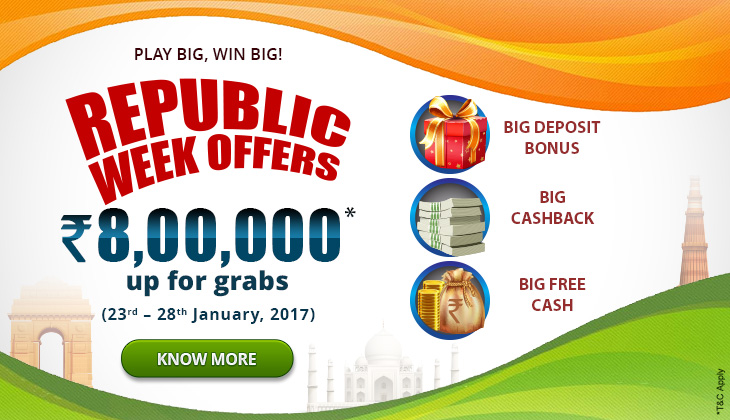 PLAY BIG, WIN BIG!
REPUBLIC
WEEK OFFERS
₹8,00,000*
up for grabs
(23rd – 28th January, 2017)
KNOW MORE
BIG DEPOSIT
BONUS
BIG
CASHBACK
₹
BIG FREE
CASH
*T&C Apply